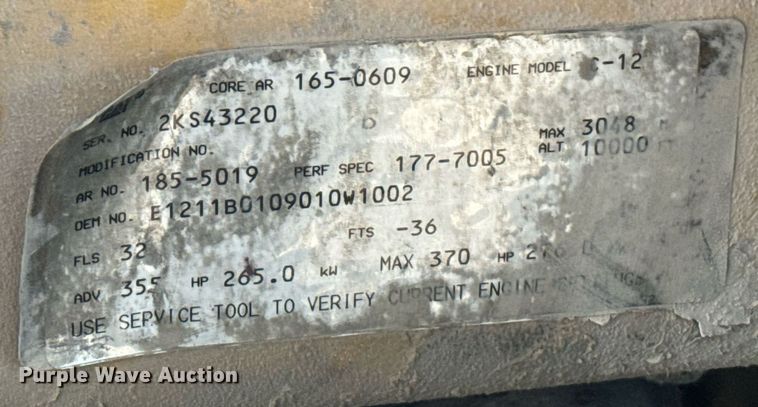 CORE AR 165-0609 ENGINE MODEL C-12
SER. NO. 2KS43220
MODIFICATION NO.
AR NO. 185-5019 PERF SPEC 177-7005 MAX ALT 3048 M 10000
OEM NO. E1211B0109010W1002
FLS 32 FTS -36
ADV 355 HP 265.0 kW MAX 370 HP
USE SERVICE TOOL TO VERIFY CURRENT ENGINE
Purple Wave Auction